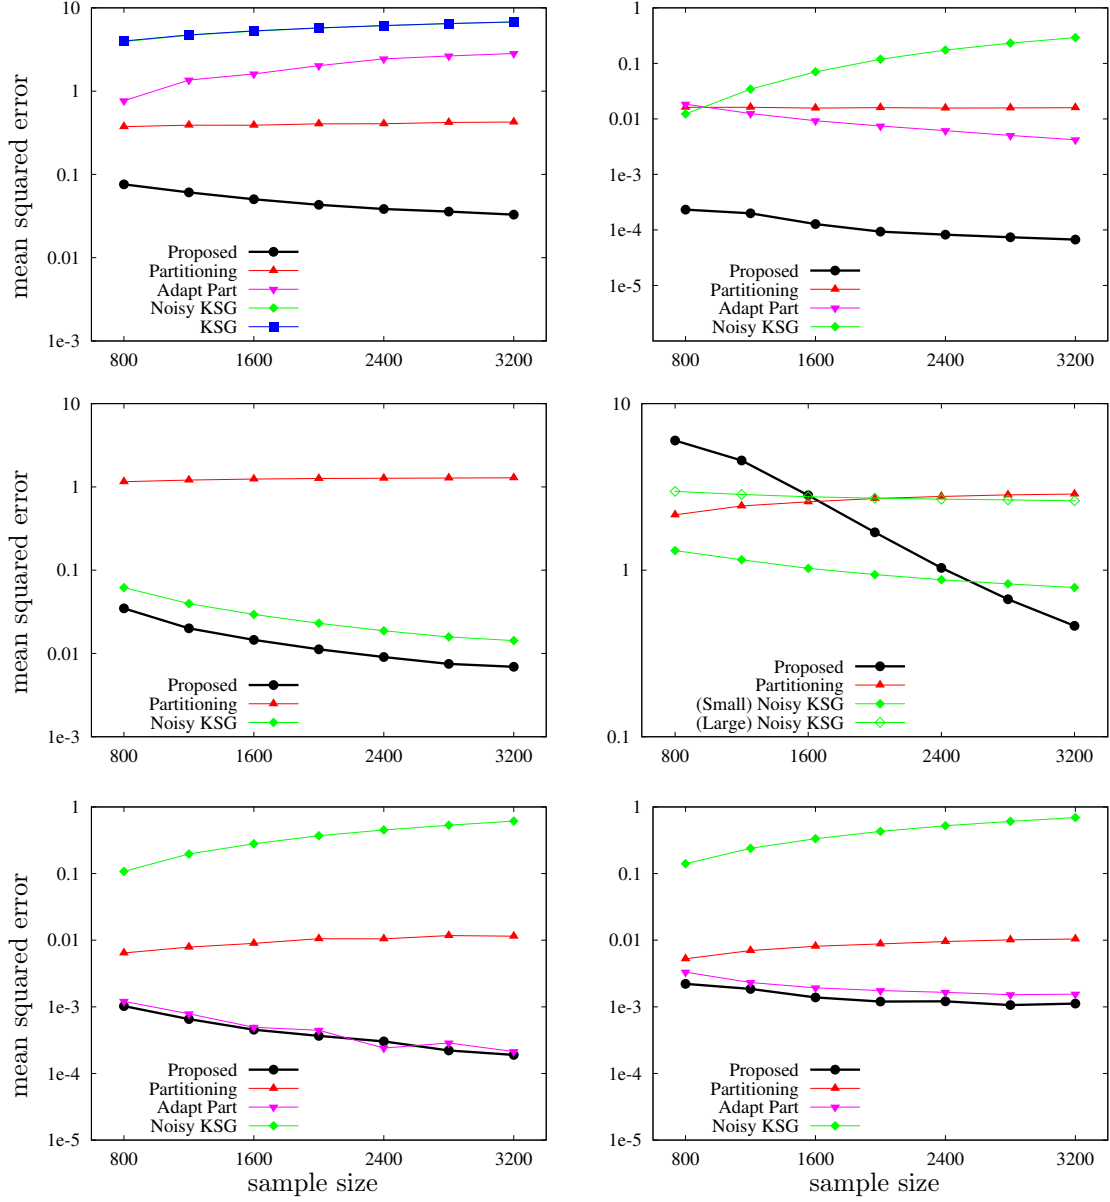 10
1
0.1
0.01
1e-3
mean squared error
800
1600
2400
3200
Proposed
Partitioning
Adapt Part
Noisy KSG
KSG
1
0.1
0.01
1e-3
1e-4
1e-5
800
1600
2400
3200
Proposed
Partitioning
Adapt Part
Noisy KSG
10
1
0.1
0.01
1e-3
mean squared error
800
1600
2400
3200
Proposed
Partitioning
Noisy KSG
10
1
0.1
800
1600
2400
3200
Proposed
Partitioning
(Small) Noisy KSG
(Large) Noisy KSG
1
0.1
0.01
1e-3
1e-4
1e-5
mean squared error
800
1600
2400
3200
sample size
Proposed
Partitioning
Adapt Part
Noisy KSG
1
0.1
0.01
1e-3
1e-4
1e-5
800
1600
2400
3200
sample size
Proposed
Partitioning
Adapt Part
Noisy KSG